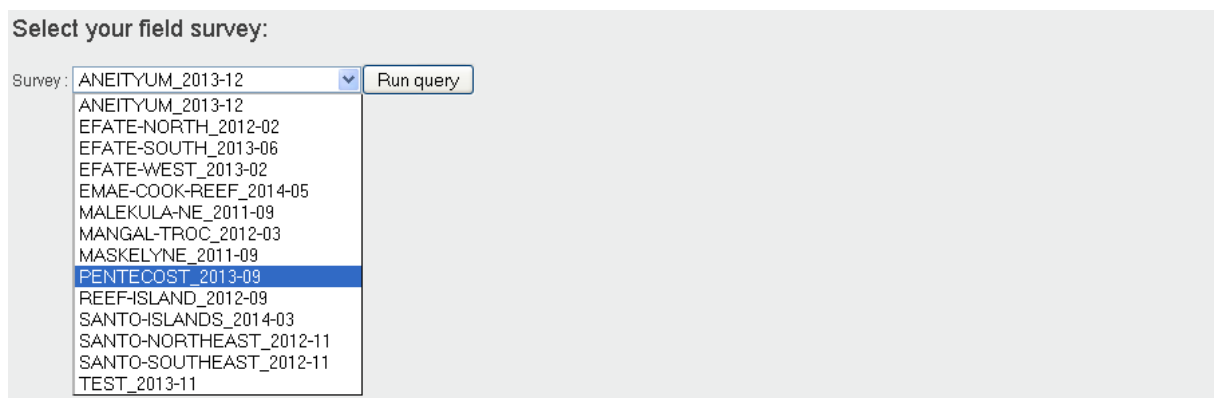 Select your field survey:
Survey : ANEITYUM_2013-12 Run query
ANEITYUM_2013-12
EFATE-NORTH_2012-02
EFATE-SOUTH_2013-06
EFATE-WEST_2013-02
EMAE-COOK-REEF_2014-05
MALEKULA-NE_2011-09
MANGAL-TROC_2012-03
MASKELYNE_2011-09
PENTECOST_2013-09
REEF-ISLAND_2012-09
SANTO-ISLANDS_2014-03
SANTO-NORTHEAST_2012-11
SANTO-SOUTHEAST_2012-11
TEST_2013-11